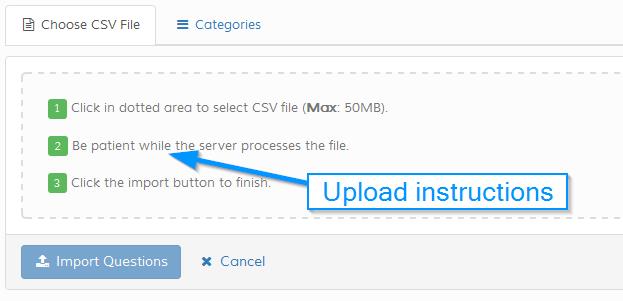 Choose CSV File
Categories
1 Click in dotted area to select CSV file (Max: 50MB).
2 Be patient while the server processes the file.
3 Click the import button to finish.
Upload instructions
Import Questions
Cancel